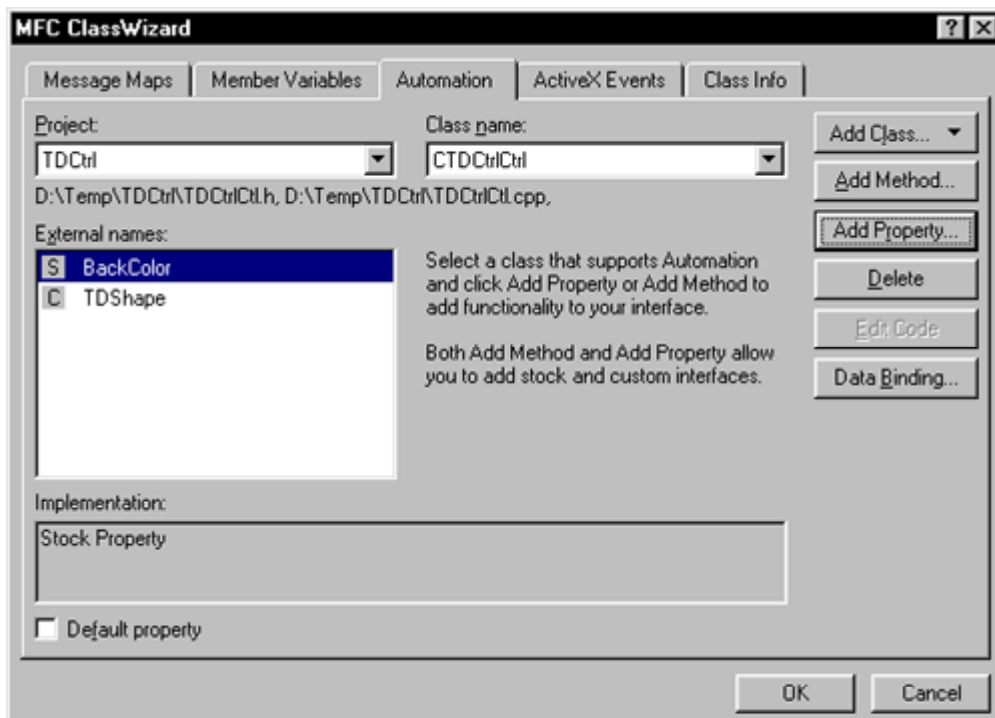 MFC ClassWizard
Message Maps
Member Variables
Automation
ActiveX Events
Class Info
Project:
Class name:
Add Class...
TDCtrl
CTDCtrlCtrl
Add Method...
D:\Temp\TDCtrl\TDCtrlCtl.h, D:\Temp\TDCtrl\TDCtrlCtl.cpp,
Add Property...
External names:
S BackColor
C TDShape
Select a class that supports Automation
and click Add Property or Add Method to
add functionality to your interface.
Both Add Method and Add Property allow
you to add stock and custom interfaces.
Delete
Edit Code
Data Binding...
Implementation:
Stock Property
Default property
OK
Cancel